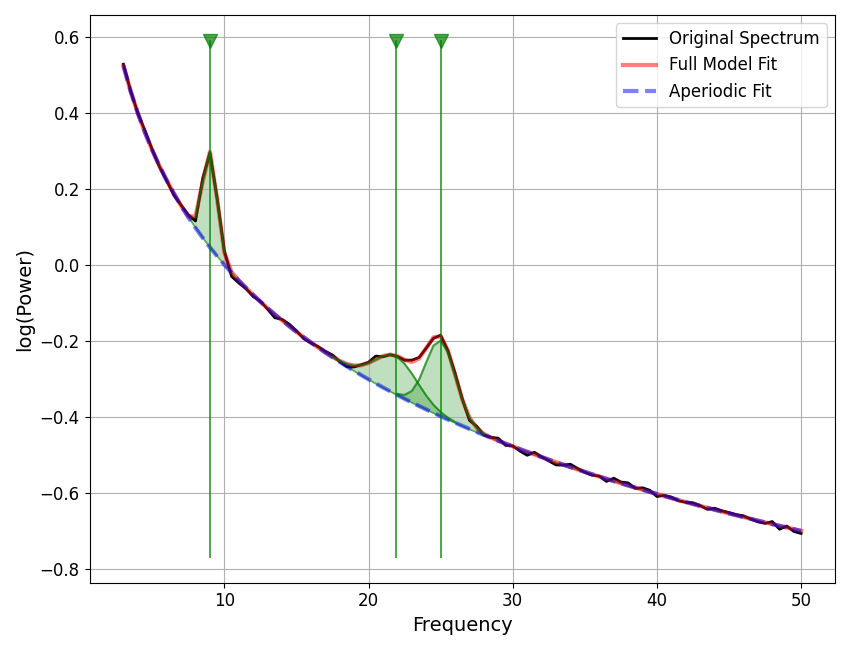 Original Spectrum
Full Model Fit
Aperiodic Fit
log(Power)
0.6
0.4
0.2
0.0
−0.2
−0.4
−0.6
−0.8
10 20 30 40 50
Frequency